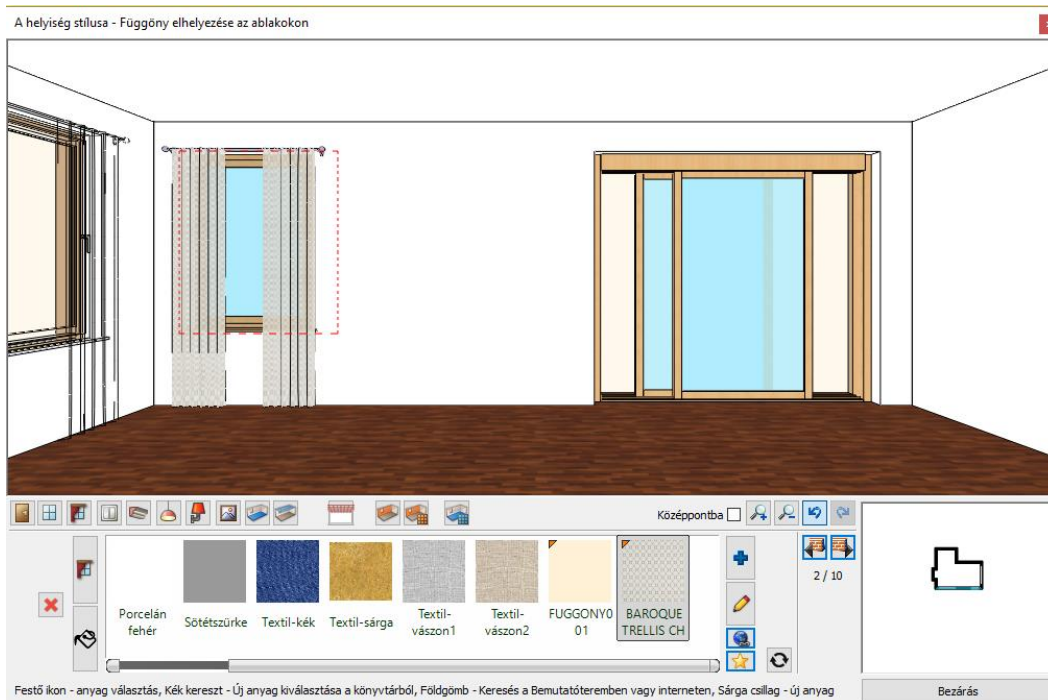 A helyiség stílusa - Függöny elhelyezése az ablakokon
Középpontba
2 / 10
Porcelán
fehér
Sötétszürke
Textil-kék
Textil-sárga
Textil-
vászon1
Textil-
vászon2
FUGGONY0
01
BAROQUE
TRELLIS CH
Festő ikon - anyag választás, Kék kereszt - Új anyag kiválasztása a könyvtárból, Földgömb - Keresés a Bemutatóteremben vagy interneten, Sárga csillag - új anyag
Bezárás